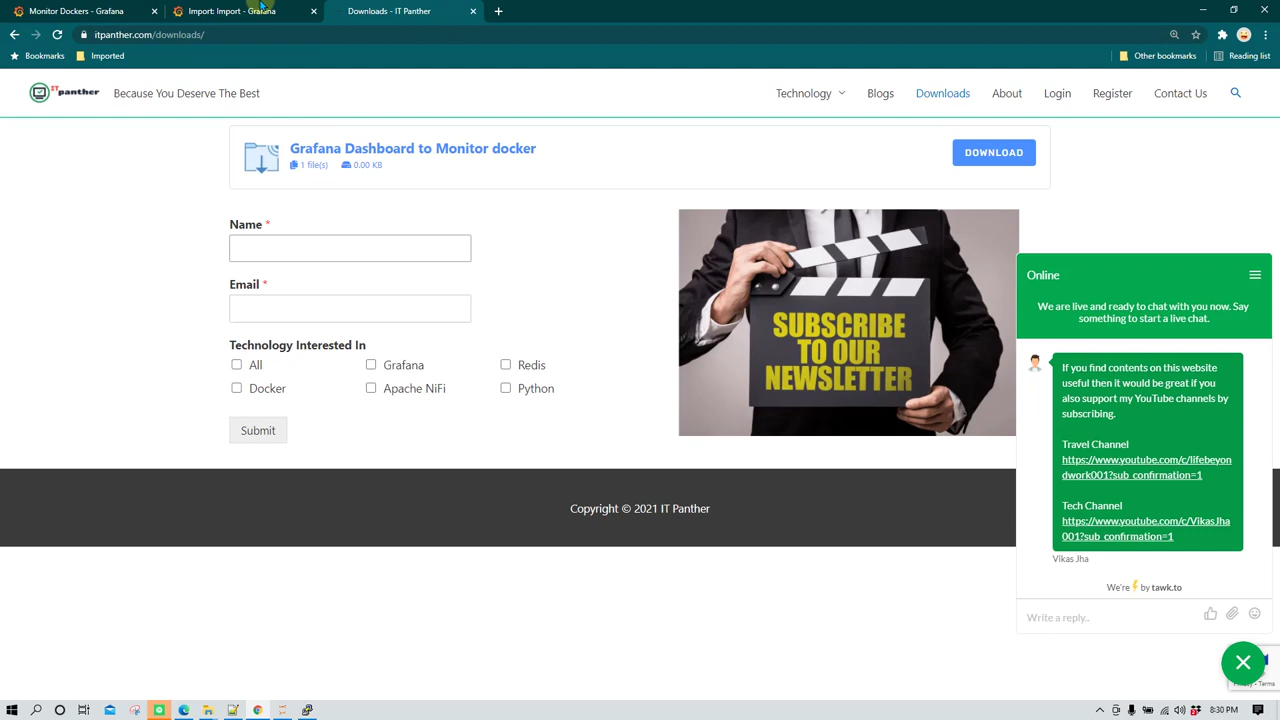 Monitor Dockers - Grafana
Import: Import - Grafana
Downloads - IT Panther
itpanther.com/downloads/
Bookmarks
Imported
Other bookmarks
Reading list
ITpanther
Because You Deserve The Best
Technology
Blogs
Downloads
About
Login
Register
Contact Us
Grafana Dashboard to Monitor docker
1 file(s)
0.00 KB
DOWNLOAD
Name *
Email *
Technology Interested In
All
Grafana
Redis
Docker
Apache NiFi
Python
Submit
SUBSCRIBE
TO OUR
NEWSLETTER
Online
We are live and ready to chat with you now. Say
something to start a live chat.
If you find contents on this website
useful then it would be great if you
also support my YouTube channels by
subscribing.
Travel Channel
https://www.youtube.com/c/lifebeyon
dwork001?sub_confirmation=1
Tech Channel
https://www.youtube.com/c/VikasJha
001?sub_confirmation=1
Vikas Jha
We're by tawk.to
Write a reply..
Copyright © 2021 IT Panther
Privacy - Terms
8:30 PM